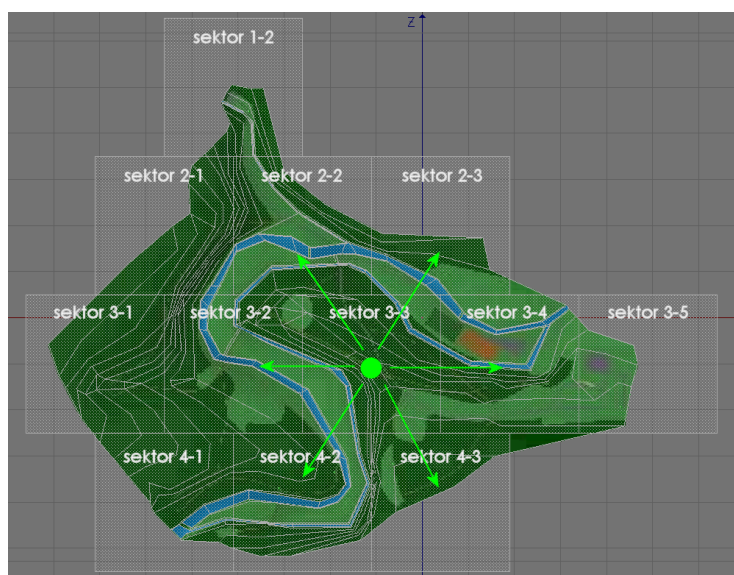 Z
sektor 1-2
sektor 2-1
sektor 2-2
sektor 2-3
sektor 3-1
sektor 3-2
sektor 3-3
sektor 3-4
sektor 3-5
sektor 4-1
sektor 4-2
sektor 4-3